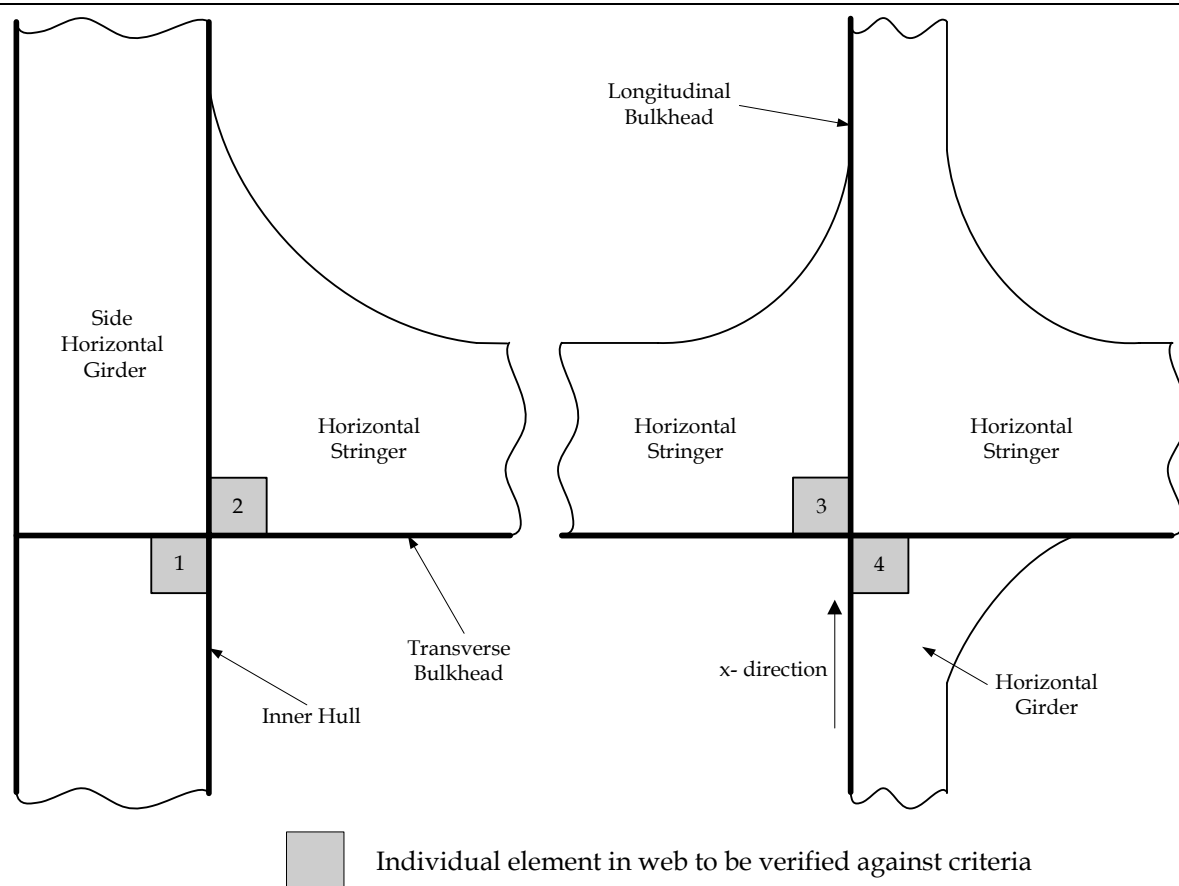 Longitudinal
Bulkhead
Side
Horizontal
Girder
Horizontal
Stringer
Horizontal
Stringer
Horizontal
Stringer
2
3
1
4
Transverse
Bulkhead
x- direction
Inner Hull
Horizontal
Girder
Individual element in web to be verified against criteria